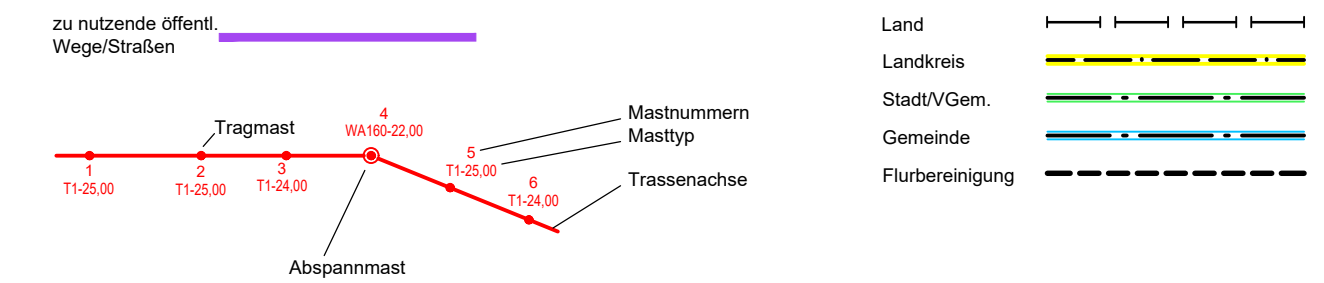 zu nutzende öffentl.
Wege/Straßen
Tragmast
4
WA160-22,00
Mastnummern
Masttyp
5
T1-25,00
1
T1-25,00
2
T1-25,00
3
T1-24,00
6
T1-24,00
Trassenachse
Abspannmast
Land
Landkreis
Stadt/VGem.
Gemeinde
Flurbereinigung